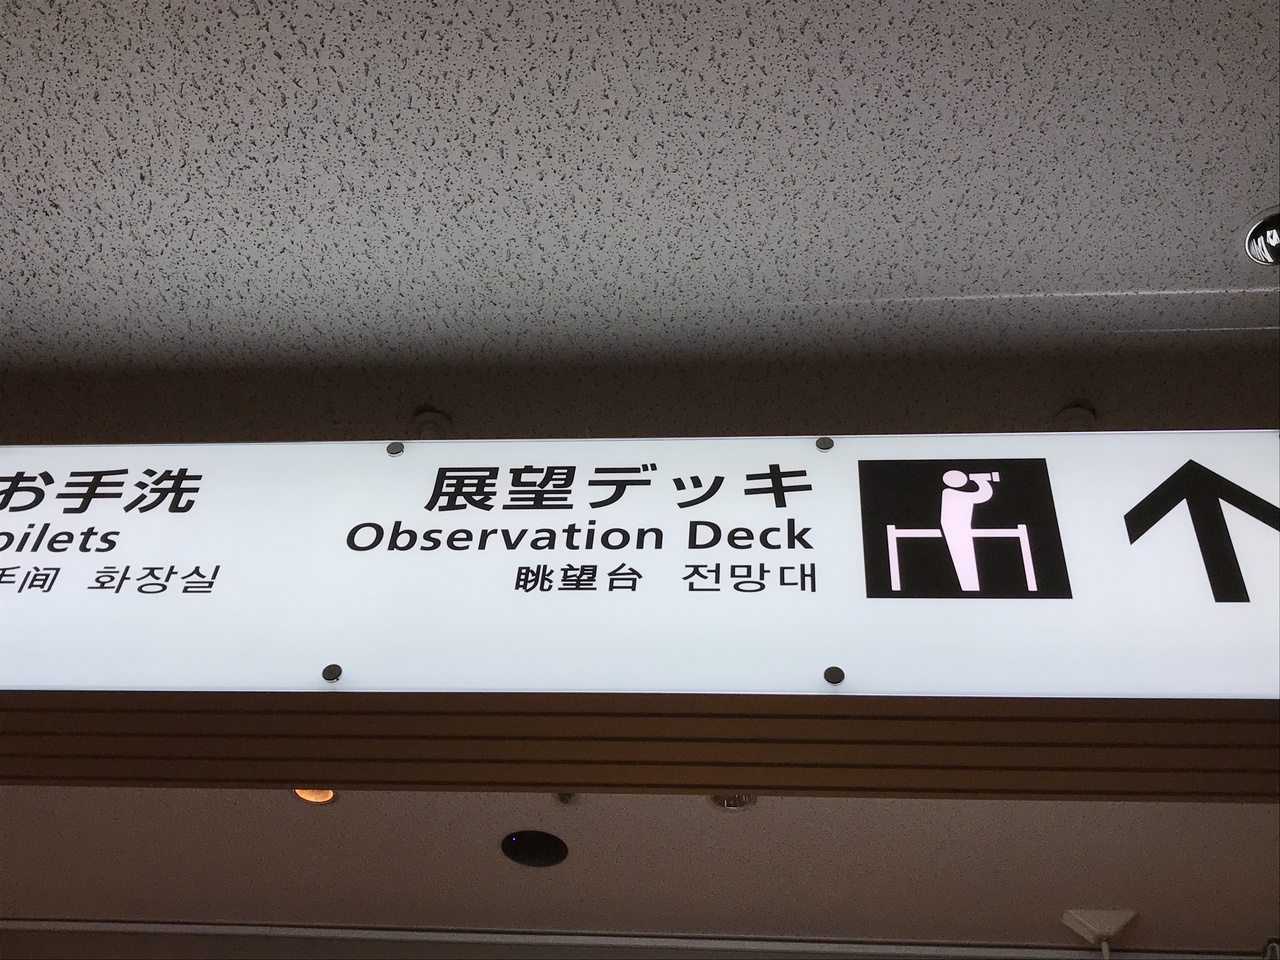 お手洗
oilets
手间 화장실
展望デッキ
Observation Deck
眺望台 전망대